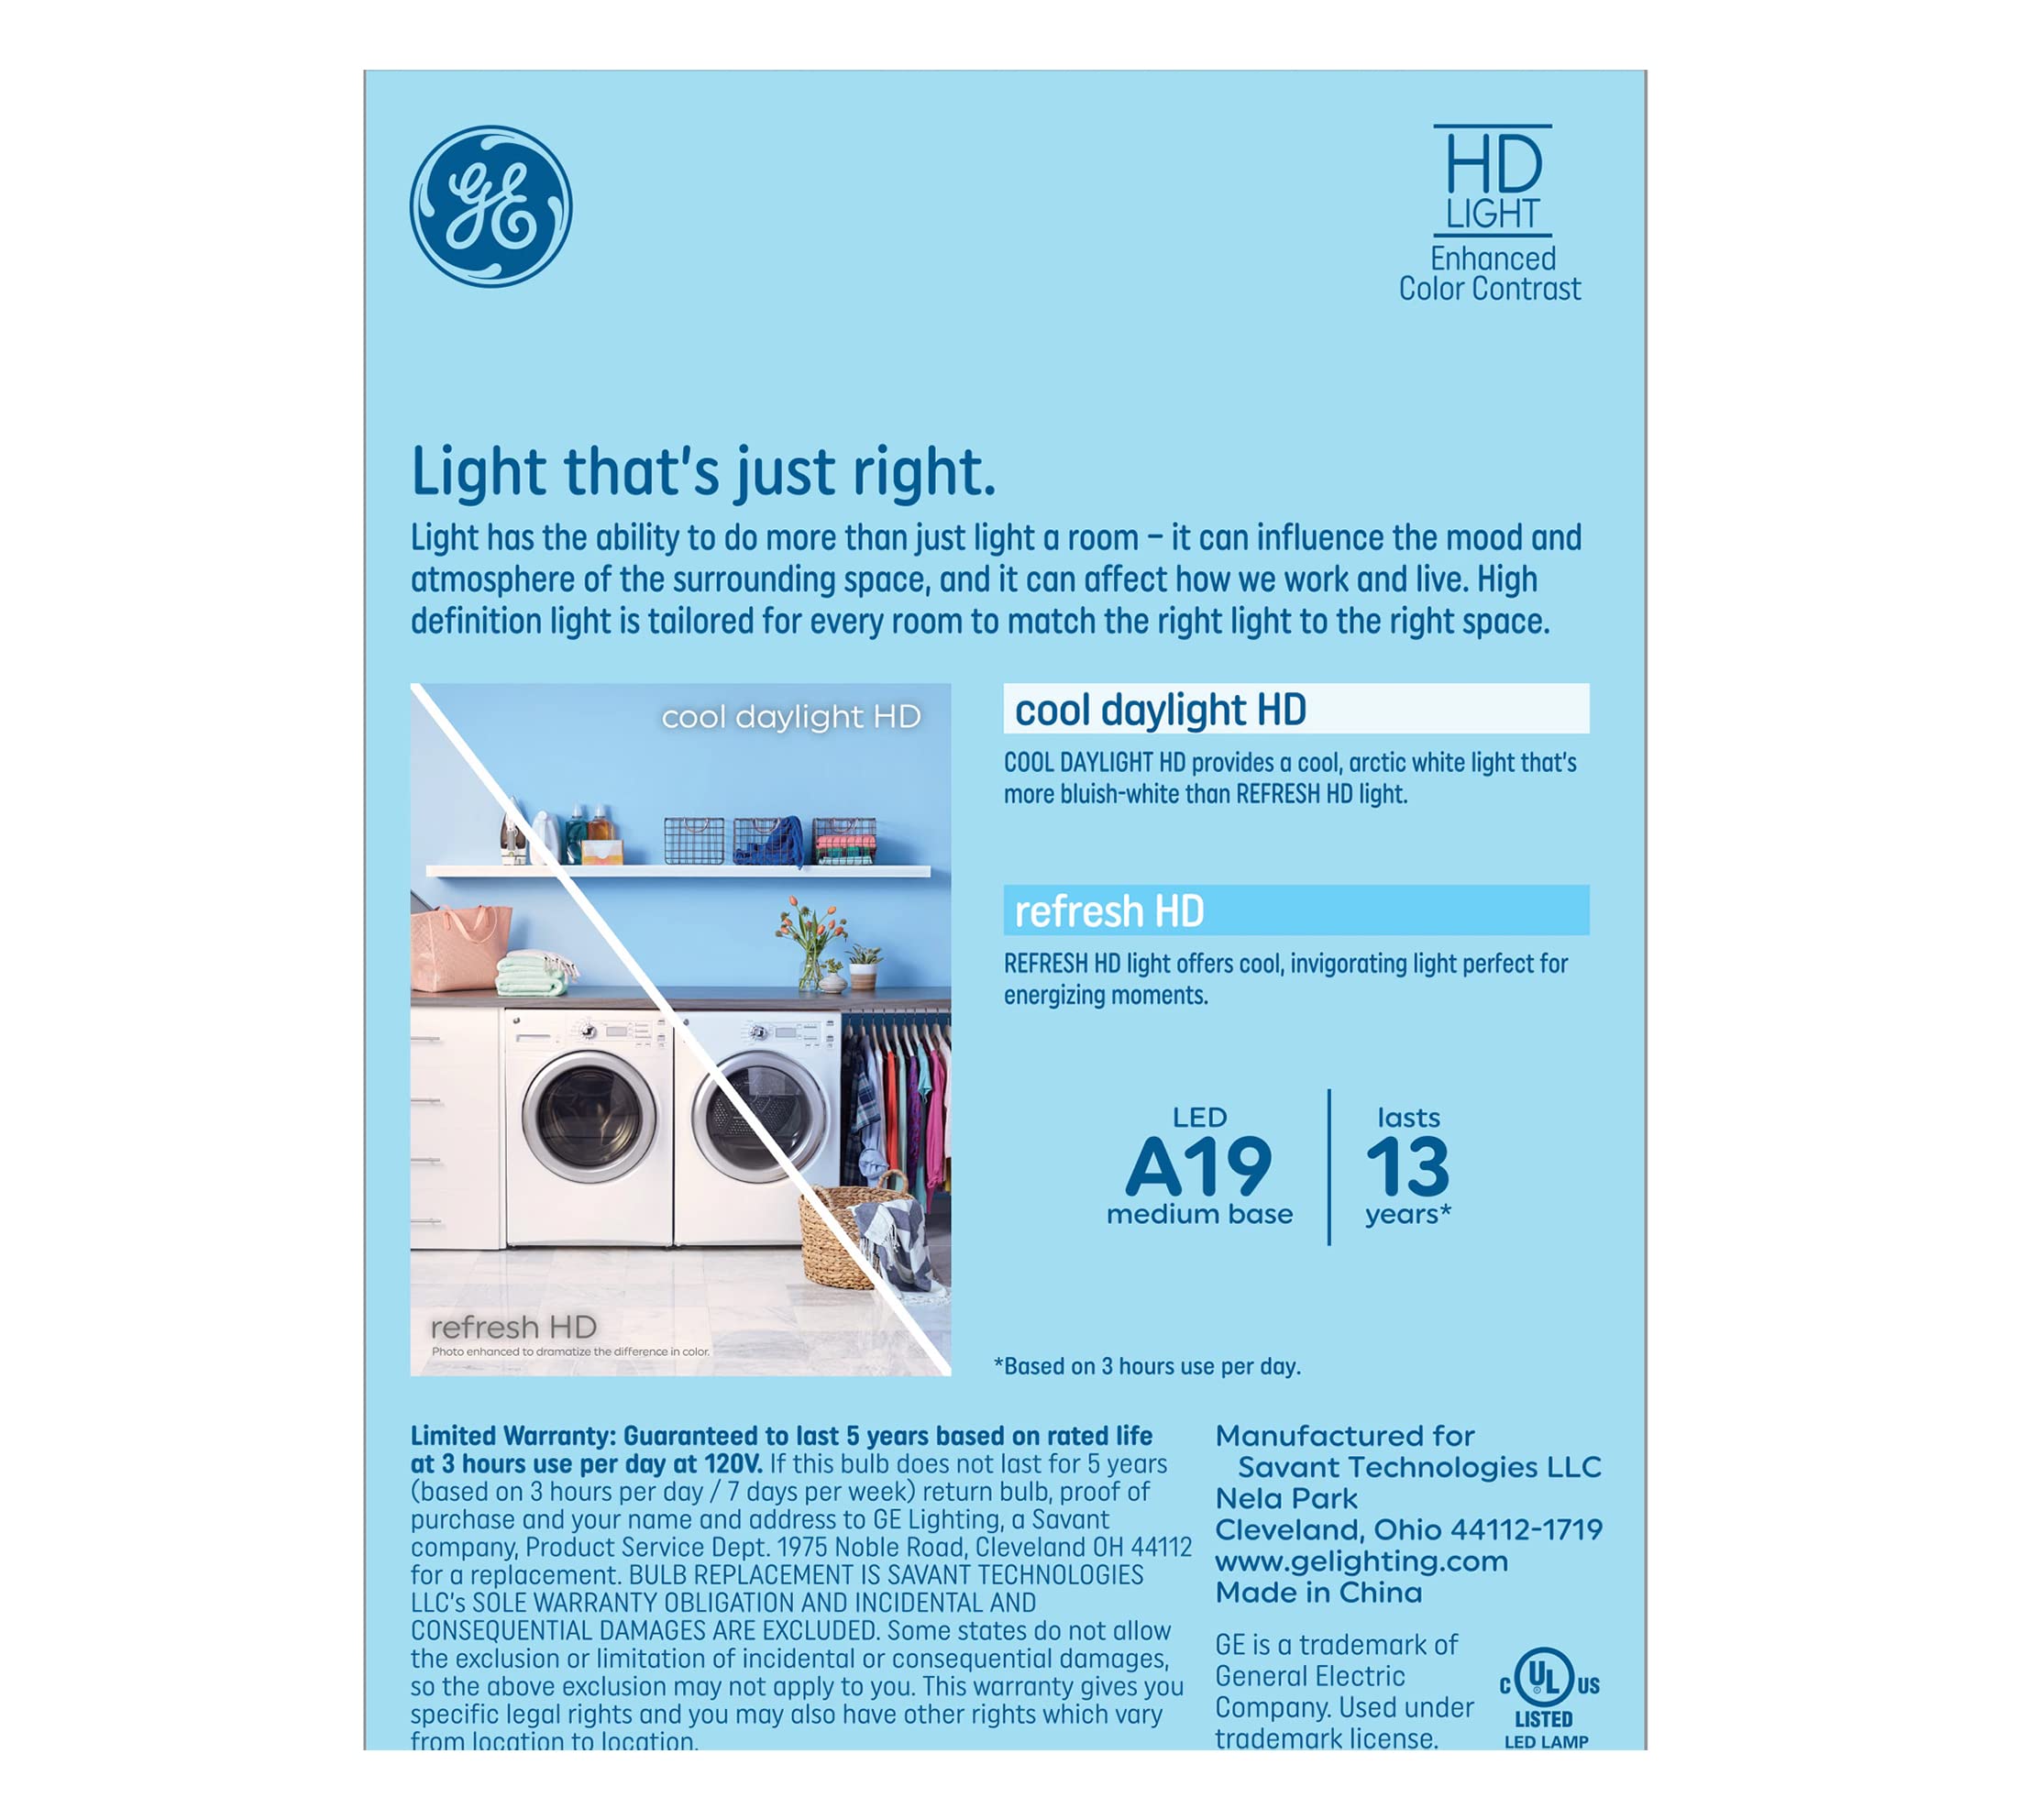 GE
HD
LIGHT
Enhanced
Color Contrast
Light that's just right.
Light has the ability to do more than just light a room – it can influence the mood and
atmosphere of the surrounding space, and it can affect how we work and live. High
definition light is tailored for every room to match the right light to the right space.
cool daylight HD
refresh HD
Photo enhanced to dramatize the difference in color.
cool daylight HD
COOL DAYLIGHT HD provides a cool, arctic white light that's
more bluish-white than REFRESH HD light.
refresh HD
REFRESH HD light offers cool, invigorating light perfect for
energizing moments.
LED
A19
medium base
lasts
13
years*
*Based on 3 hours use per day.
Limited Warranty: Guaranteed to last 5 years based on rated life
at 3 hours use per day at 120V. If this bulb does not last for 5 years
(based on 3 hours per day / 7 days per week) return bulb, proof of
purchase and your name and address to GE Lighting, a Savant
company, Product Service Dept. 1975 Noble Road, Cleveland OH 44112
for a replacement. BULB REPLACEMENT IS SAVANT TECHNOLOGIES
LLC's SOLE WARRANTY OBLIGATION AND INCIDENTAL AND
CONSEQUENTIAL DAMAGES ARE EXCLUDED. Some states do not allow
the exclusion or limitation of incidental or consequential damages,
so the above exclusion may not apply to you. This warranty gives you
specific legal rights and you may also have other rights which vary
from location to location.
Manufactured for
Savant Technologies LLC
Nela Park
Cleveland, Ohio 44112-1719
www.gelighting.com
Made in China
GE is a trademark of
General Electric
Company. Used under
trademark license.
C UL US
LISTED
LED LAMP